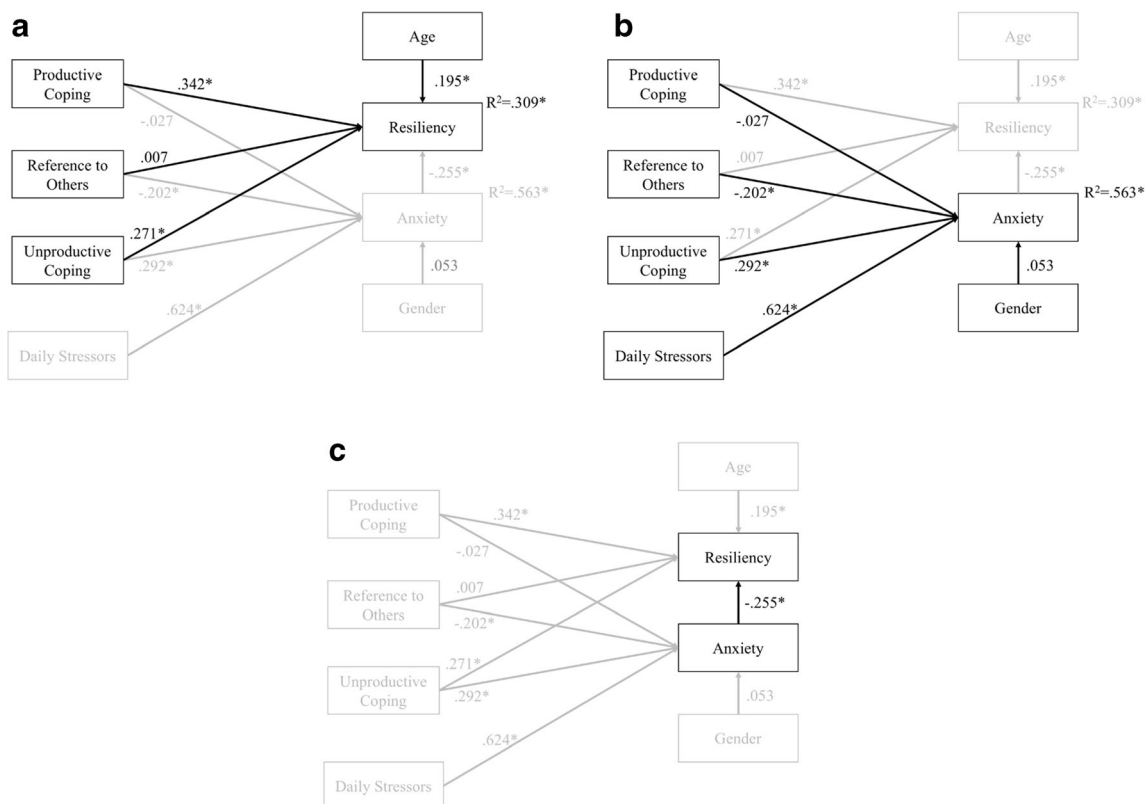 a
Age
Productive
Coping
.342*
.195*
R²=.309*
Resiliency
-.027
Reference to
Others
.007
-.202*
-.255*
R²=.563*
Anxiety
Unproductive
Coping
.271*
.292*
.053
Gender
.624*
Daily Stressors
b
Age
Productive
Coping
.342*
.195*
R²=.309*
Resiliency
-.027
Reference to
Others
.007
-.202*
-.255*
R²=.563*
Anxiety
Unproductive
Coping
.271*
.292*
.053
Gender
.624*
Daily Stressors
c
Age
Productive
Coping
.342*
.195*
Resiliency
-.027
Reference to
Others
.007
-.202*
-.255*
Anxiety
Unproductive
Coping
.271*
.292*
.053
Gender
.624*
Daily Stressors